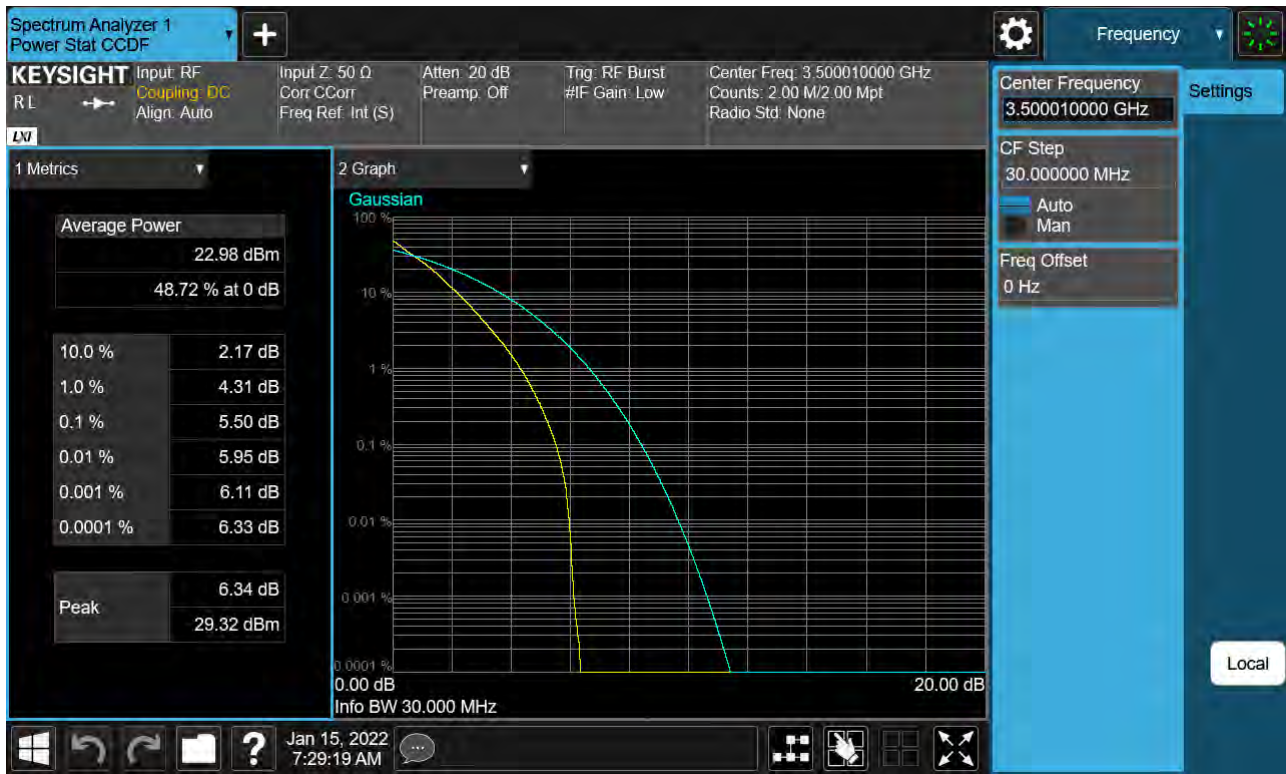 Spectrum Analyzer 1
Power Stat CCDF
+
Frequency
KEYSIGHT
RL
LXI
Input: RF
Coupling: DC
Align: Auto
Input Z: 50 Ω
Corr CCorr
Freq Ref: Int (S)
Atten: 20 dB
Preamp: Off
Trig: RF Burst
#IF Gain: Low
Center Freq: 3.500010000 GHz
Counts: 2.00 M/2.00 Mpt
Radio Std: None
Center Frequency
3.500010000 GHz
Settings
CF Step
30.000000 MHz
Auto
Man
Freq Offset
0 Hz
1 Metrics
Average Power
22.98 dBm
48.72 % at 0 dB
10.0 % 2.17 dB
1.0 % 4.31 dB
0.1 % 5.50 dB
0.01 % 5.95 dB
0.001 % 6.11 dB
0.0001 % 6.33 dB
Peak
6.34 dB
29.32 dBm
2 Graph
Gaussian
100 %
10 %
1 %
0.1 %
0.01 %
0.001 %
0.0001 %
0.00 dB 20.00 dB
Info BW 30.000 MHz
Local
?
Jan 15, 2022
7:29:19 AM